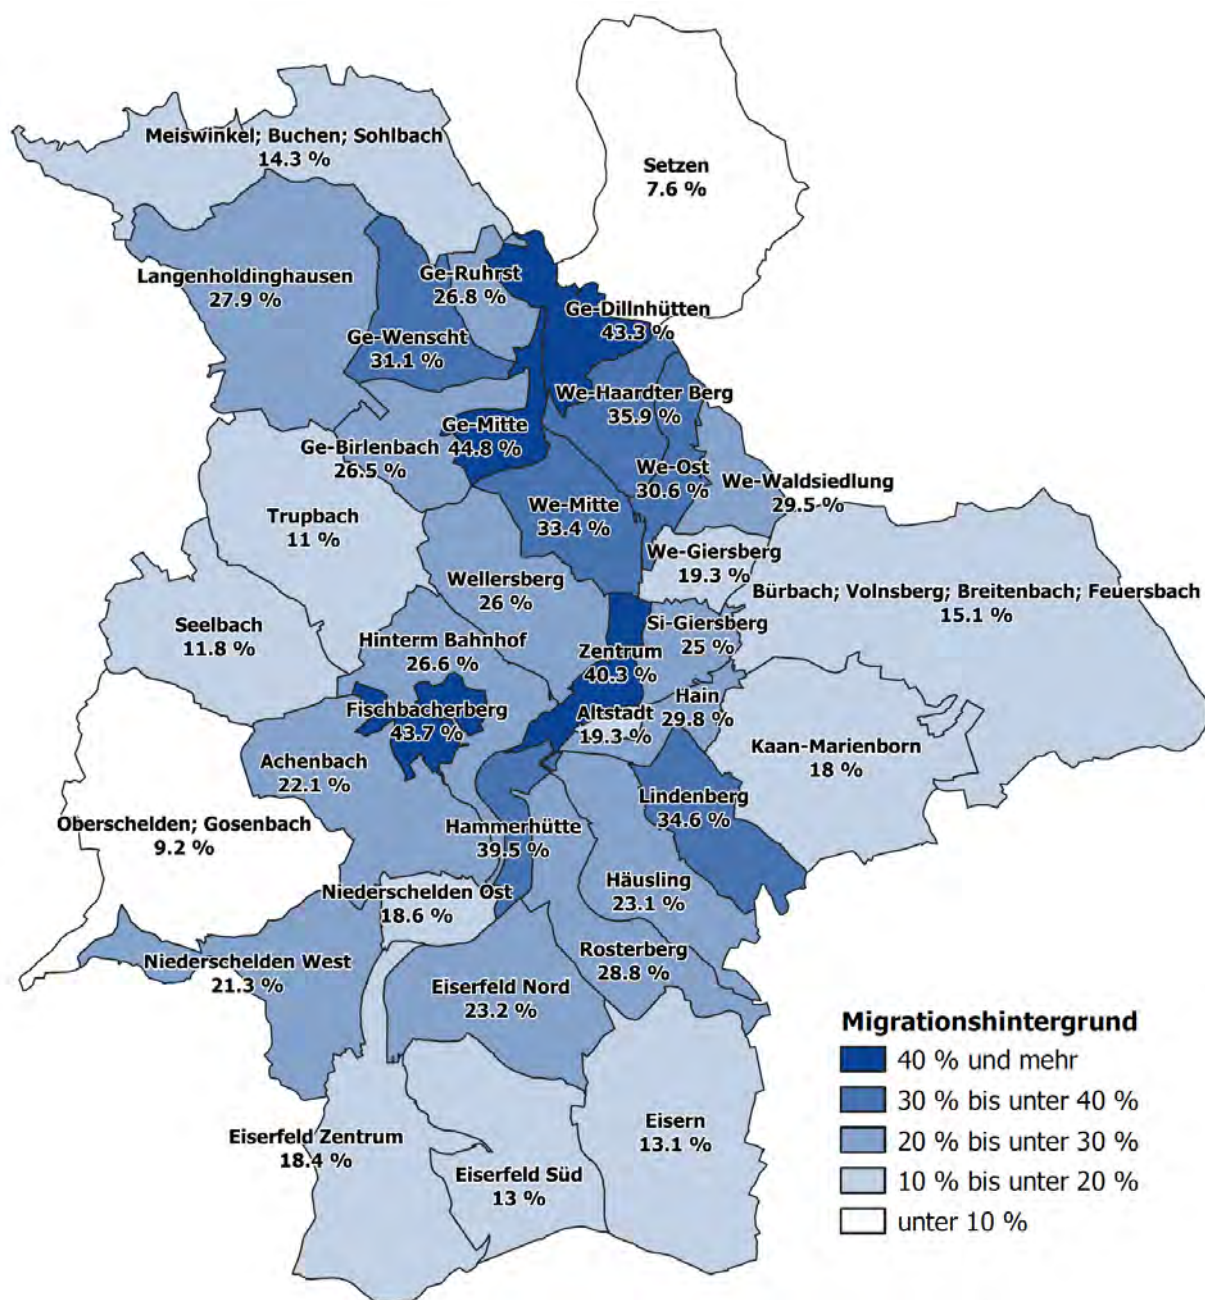 Meiswinkel; Buchen; Sohlbach
14.3 %
Setzen
7.6 %
Langenholdinghausen
27.9 %
Ge-Ruhrst
26.8 %
Ge-Dillnhütten
43.3 %
Ge-Wenscht
31.1 %
We-Haardter Berg
35.9 %
Ge-Mitte
44.8 %
Ge-Birlenbach
26.5 %
We-Ost
30.6 %
We-Waldsiedlung
29.5 %
We-Mitte
33.4 %
Trupbach
11 %
We-Giersberg
19.3 %
Wellersberg
26 %
Bürbach; Volnsberg; Breitenbach; Feuersbach
15.1 %
Seelbach
11.8 %
Si-Giersberg
25 %
Hinterm Bahnhof
26.6 %
Zentrum
40.3 %
Hain
29.8 %
Fischbacherberg
43.7 %
Altstadt
19.3 %
Kaan-Marienborn
18 %
Achenbach
22.1 %
Lindenberg
34.6 %
Oberschelden; Gosenbach
9.2 %
Hammerhütte
39.5 %
Häusling
23.1 %
Niederschelden Ost
18.6 %
Rosterberg
28.8 %
Niederschelden West
21.3 %
Eiserfeld Nord
23.2 %
Eisern
13.1 %
Eiserfeld Zentrum
18.4 %
Eiserfeld Süd
13 %
Migrationshintergrund
40 % und mehr
30 % bis unter 40 %
20 % bis unter 30 %
10 % bis unter 20 %
unter 10 %